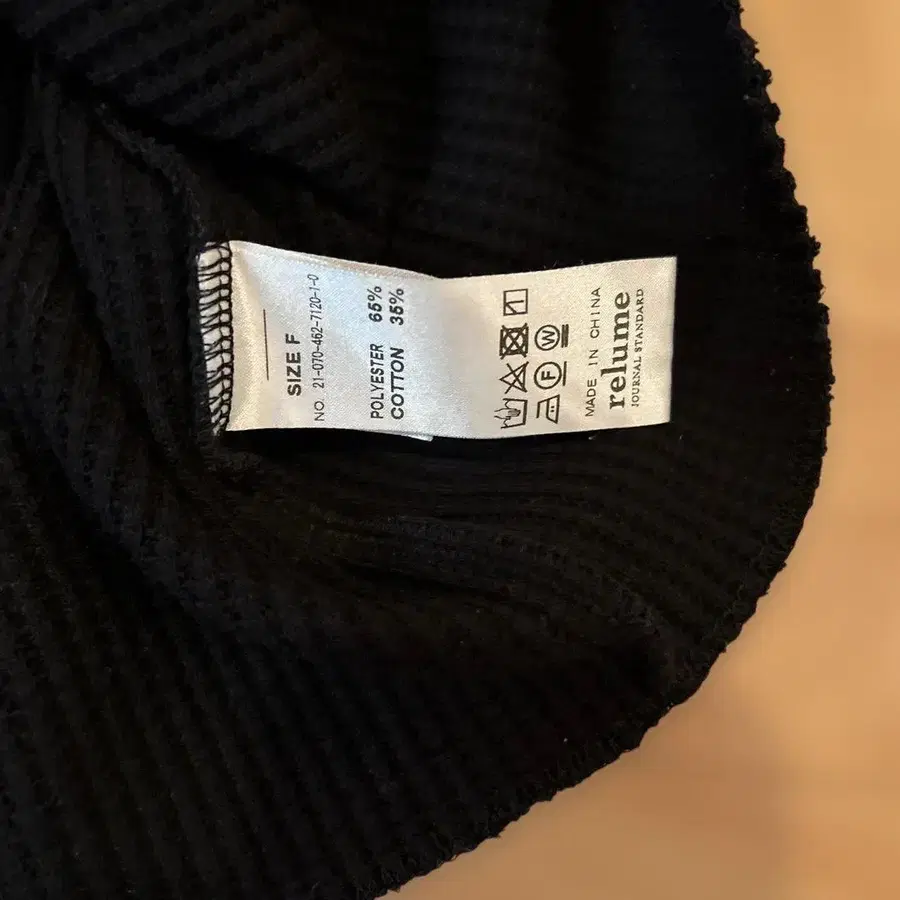 SIZE F
NO. 21-070-462-7120-1-0
POLYESTER 65%
COTTON 35%
F W
MADE IN CHINA
relume
JOURNAL STANDARD